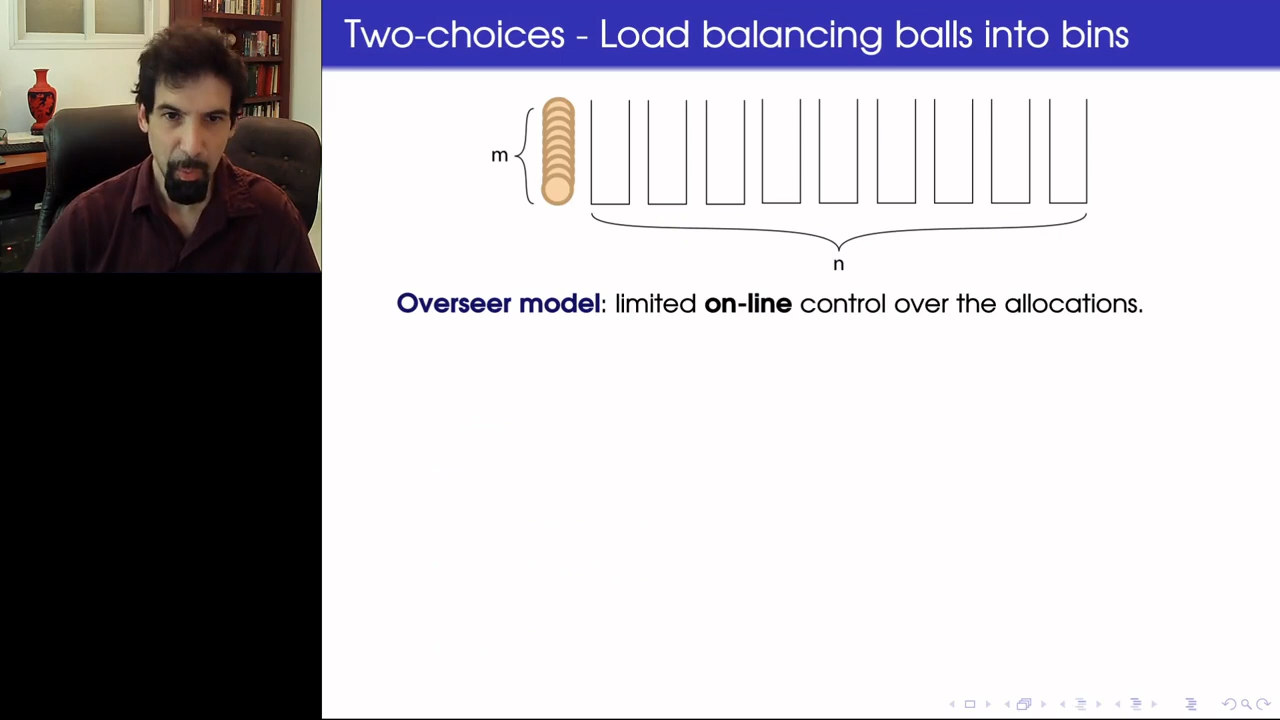 Two-choices - Load balancing balls into bins
m
n
Overseer model: limited on-line control over the allocations.